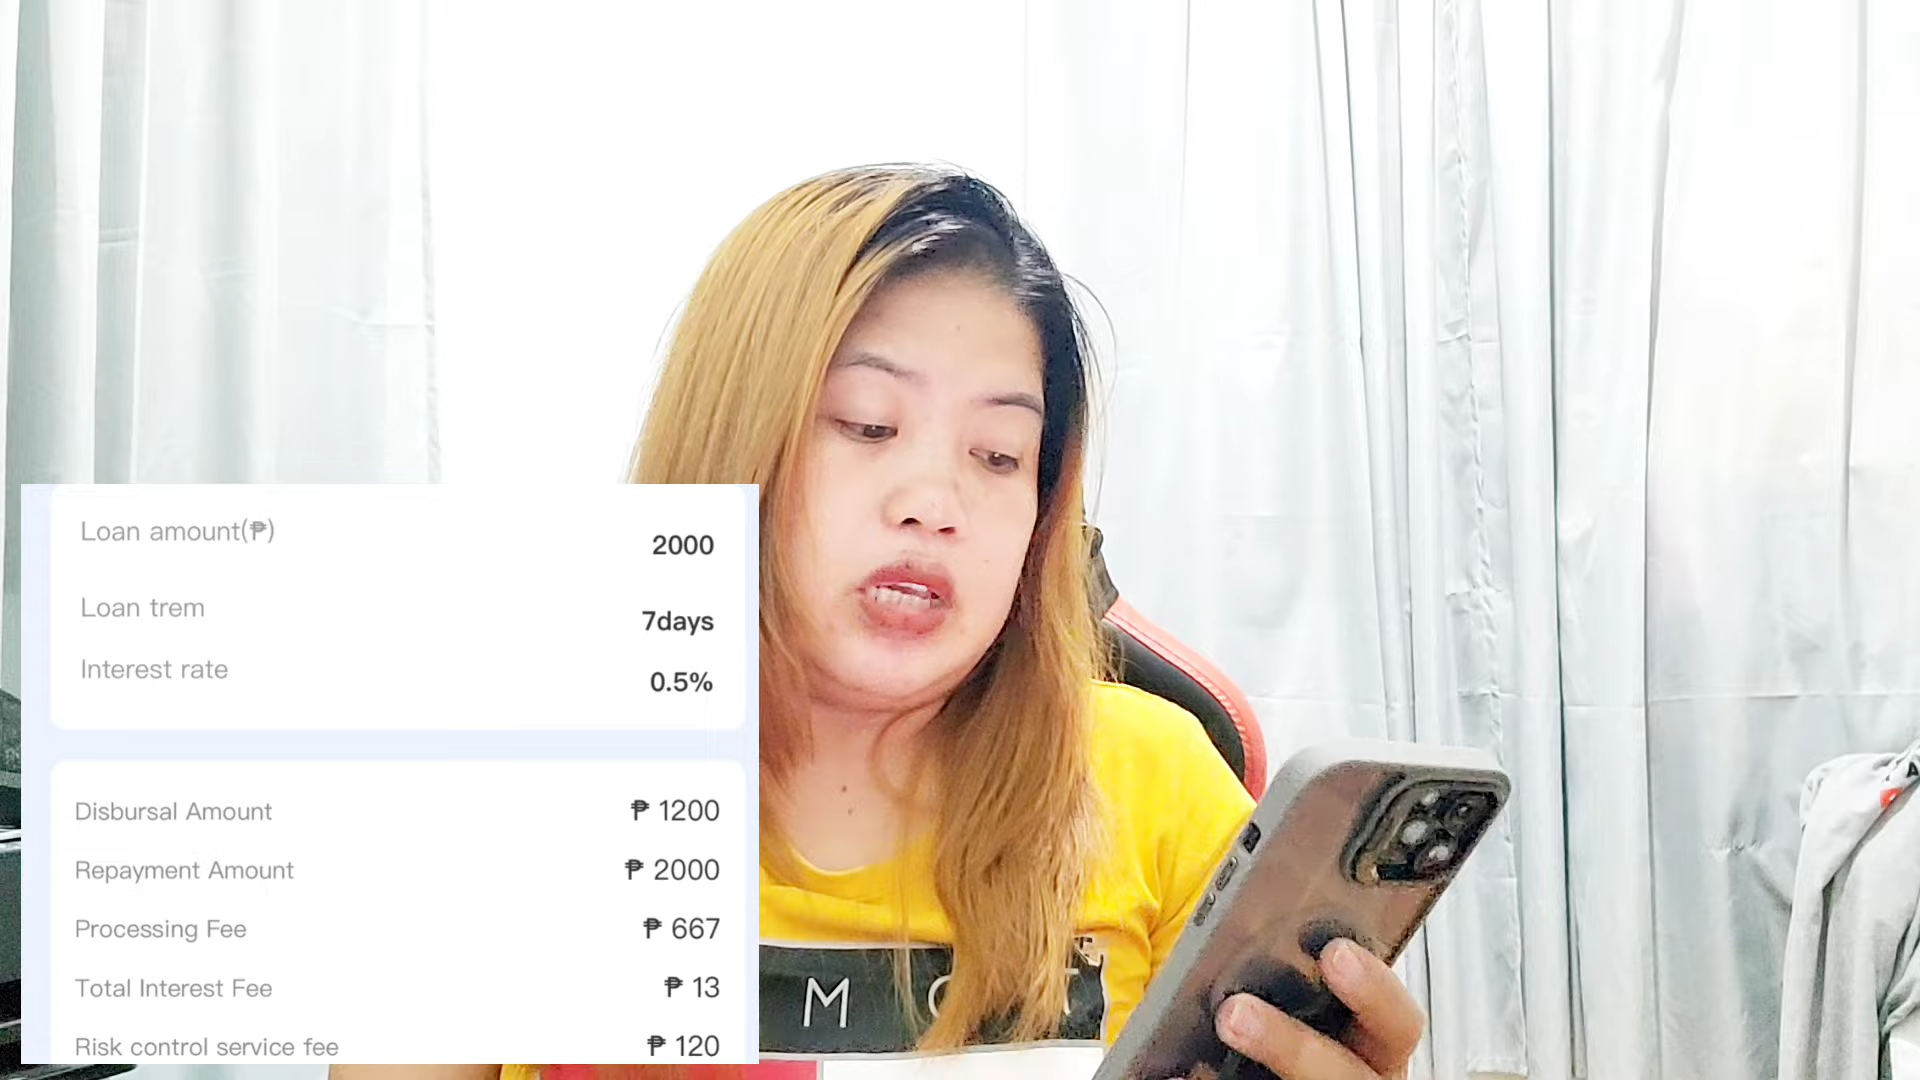 Loan amount(₱)
2000
Loan trem
7days
Interest rate
0.5%
Disbursal Amount
₱ 1200
Repayment Amount
₱ 2000
Processing Fee
₱ 667
Total Interest Fee
₱ 13
Risk control service fee
₱ 120
M